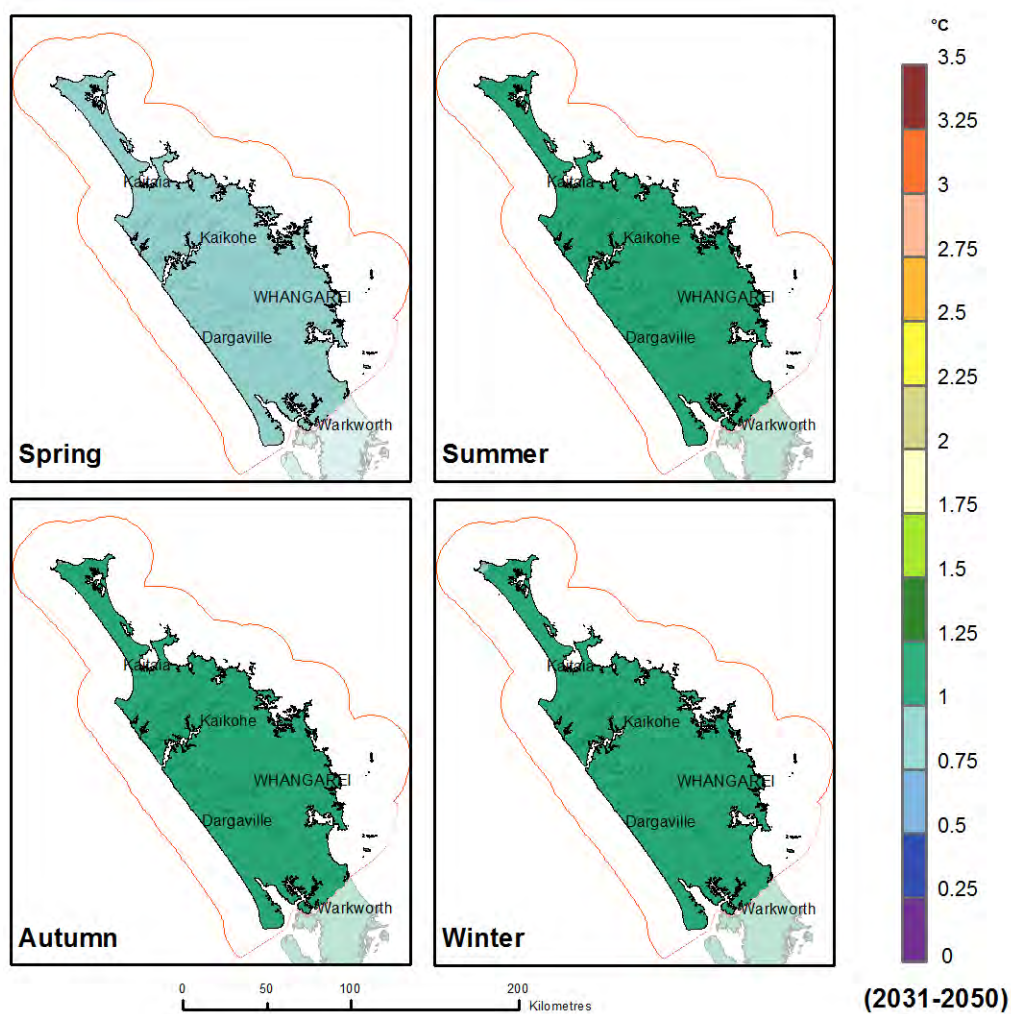 Kaitaia
Kaikohe
WHANGAREI
Dargaville
Warkworth
Spring
Kaitaia
Kaikohe
WHANGAREI
Dargaville
Warkworth
Summer
Kaitaia
Kaikohe
WHANGAREI
Dargaville
Warkworth
Autumn
Kaitaia
Kaikohe
WHANGAREI
Dargaville
Warkworth
Winter
°C
3.5
3.25
3
2.75
2.5
2.25
2
1.75
1.5
1.25
1
0.75
0.5
0.25
0
(2031-2050)
0 50 100 200
Kilometres